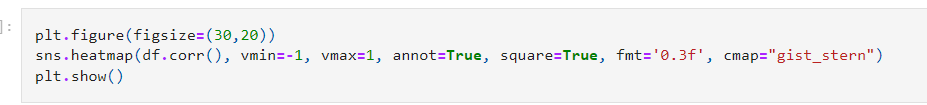 ]:
plt.figure(figsize=(30,20))
sns.heatmap(df.corr(), vmin=-1, vmax=1, annot=True, square=True, fmt='0.3f', cmap="gist_stern")
plt.show()